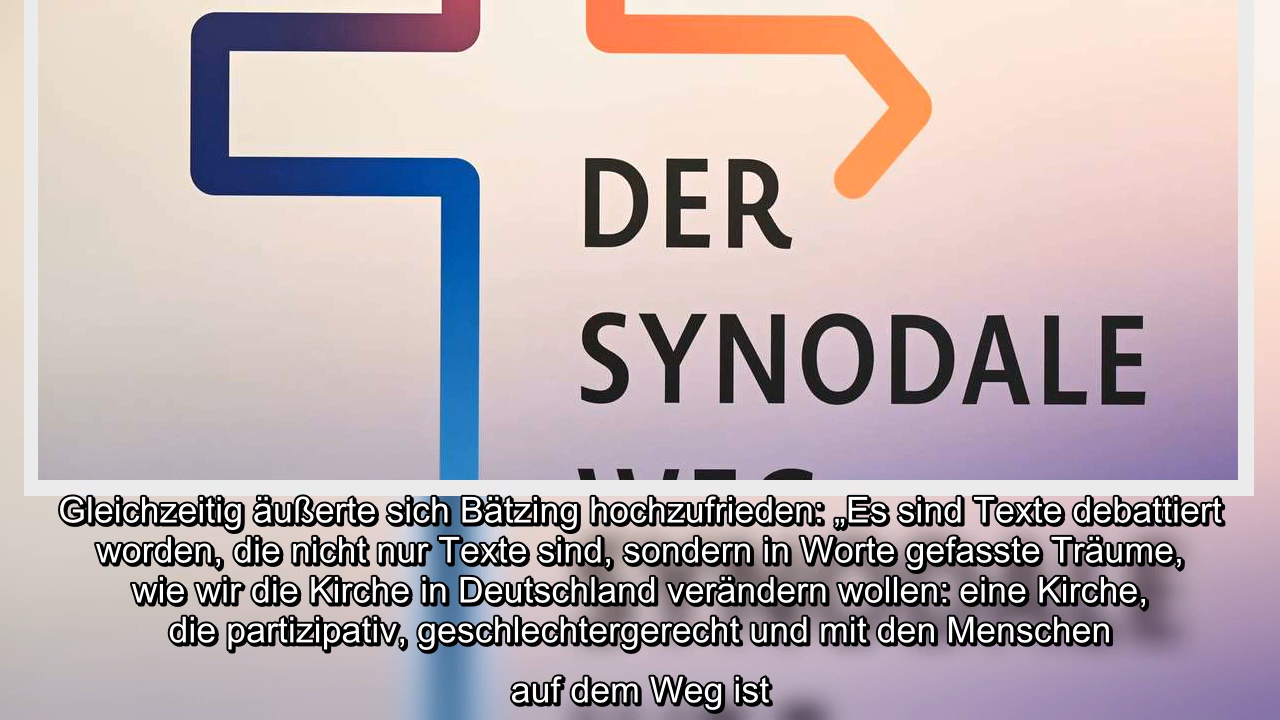 DER
SYNODALE
WEG
Gleichzeitig äußerte sich Bätzing hochzufrieden: „Es sind Texte debattiert
worden, die nicht nur Texte sind, sondern in Worte gefasste Träume,
wie wir die Kirche in Deutschland verändern wollen: eine Kirche,
die partizipativ, geschlechtergerecht und mit den Menschen
auf dem Weg ist